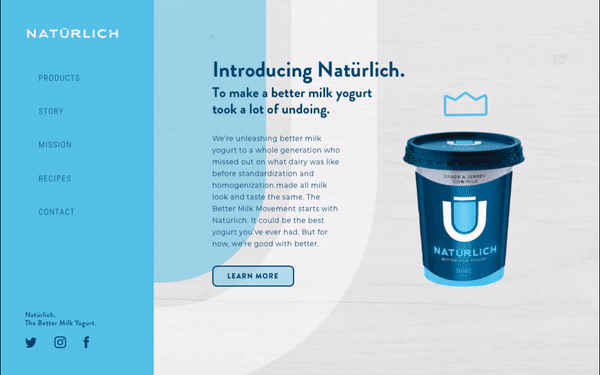 NATÜRLICH
PRODUCTS
STORY
MISSION
RECIPES
CONTACT
Natürlich.
The Better Milk Yogurt.
Introducing Natürlich.
To make a better milk yogurt
took a lot of undoing.
We're unleashing better milk
yogurt to a whole generation who
missed out on what dairy was like
before standardization and
homogenization made all milk
look and taste the same. The
Better Milk Movement starts with
Natürlich. It could be the best
yogurt you've ever had. But for
now, we're good with better.
LEARN MORE
GRADE A JERSEY
COW MILK
Ü
NATÜRLICH
BETTER MILK YOGURT